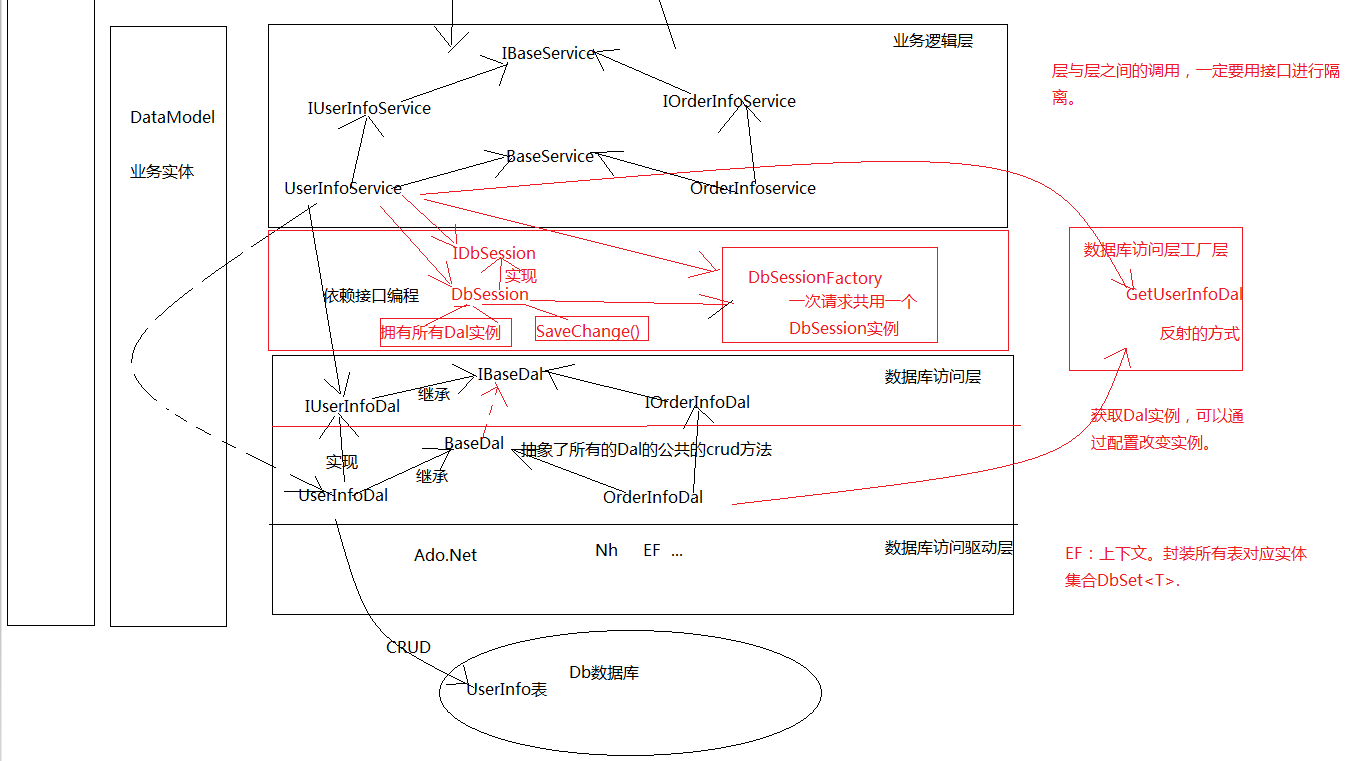 IBaseService
业务逻辑层
IUserInfoService
IOrderInfoService
BaseService
UserInfoService
OrderInfoservice
层与层之间的调用，一定要用接口进行隔
离。
DataModel
业务实体
IDbSession
实现
DbSession
依赖接口编程
拥有所有Dal实例
SaveChange()
DbSessionFactory
一次请求共用一个
DbSession实例
数据库访问层工厂层
GetUserInfoDal
反射的方式
IBaseDal
数据库访问层
继承
IUserInfoDal
IOrderInfoDal
BaseDal
抽象了所有的Dal的公共的crud方法
实现
继承
UserInfoDal
OrderInfoDal
获取Dal实例，可以通
过配置改变实例。
Ado.Net
Nh EF ...
数据库访问驱动层
EF：上下文。封装所有表对应实体
集合DbSet<T>.
CRUD
Db数据库
UserInfo表